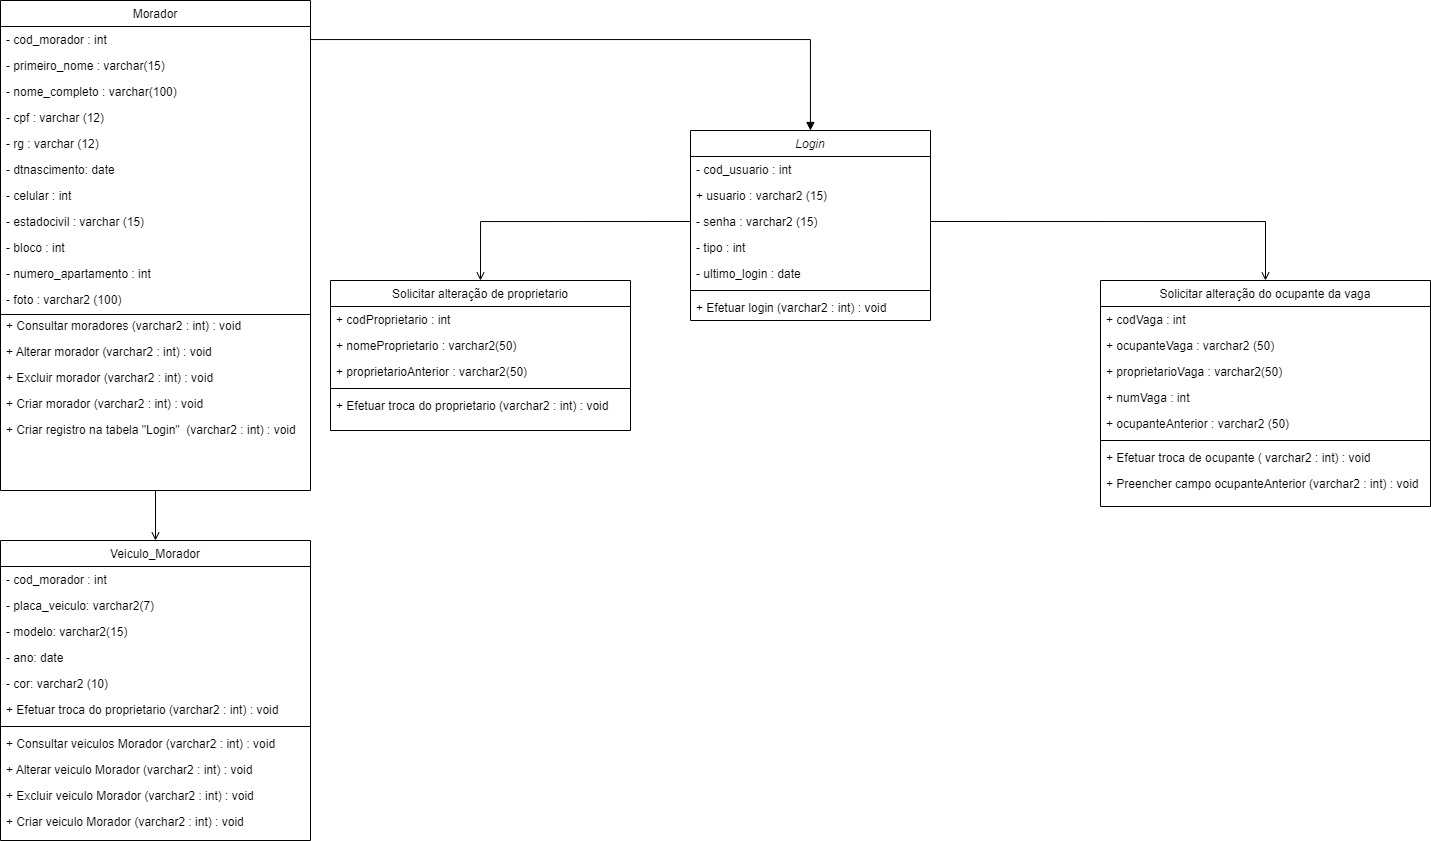 Morador
- cod_morador : int
- primeiro_nome : varchar(15)
- nome_completo : varchar(100)
- cpf : varchar (12)
- rg : varchar (12)
- dtnascimento: date
- celular : int
- estadocivil : varchar (15)
- bloco : int
- numero_apartamento : int
- foto : varchar2 (100)
+ Consultar moradores (varchar2 : int) : void
+ Alterar morador (varchar2 : int) : void
+ Excluir morador (varchar2 : int) : void
+ Criar morador (varchar2 : int) : void
+ Criar registro na tabela "Login" (varchar2 : int) : void
Login
- cod_usuario : int
+ usuario : varchar2 (15)
- senha : varchar2 (15)
- tipo : int
- ultimo_login : date
+ Efetuar login (varchar2 : int) : void
Solicitar alteração de proprietario
+ codProprietario : int
+ nomeProprietario : varchar2(50)
+ proprietarioAnterior : varchar2(50)
+ Efetuar troca do proprietario (varchar2 : int) : void
Solicitar alteração do ocupante da vaga
+ codVaga : int
+ ocupanteVaga : varchar2 (50)
+ proprietarioVaga : varchar2(50)
+ numVaga : int
+ ocupanteAnterior : varchar2 (50)
+ Efetuar troca de ocupante ( varchar2 : int) : void
+ Preencher campo ocupanteAnterior (varchar2 : int) : void
Veiculo_Morador
- cod_morador : int
- placa_veiculo: varchar2(7)
- modelo: varchar2(15)
- ano: date
- cor: varchar2 (10)
+ Efetuar troca do proprietario (varchar2 : int) : void
+ Consultar veiculos Morador (varchar2 : int) : void
+ Alterar veiculo Morador (varchar2 : int) : void
+ Excluir veiculo Morador (varchar2 : int) : void
+ Criar veiculo Morador (varchar2 : int) : void